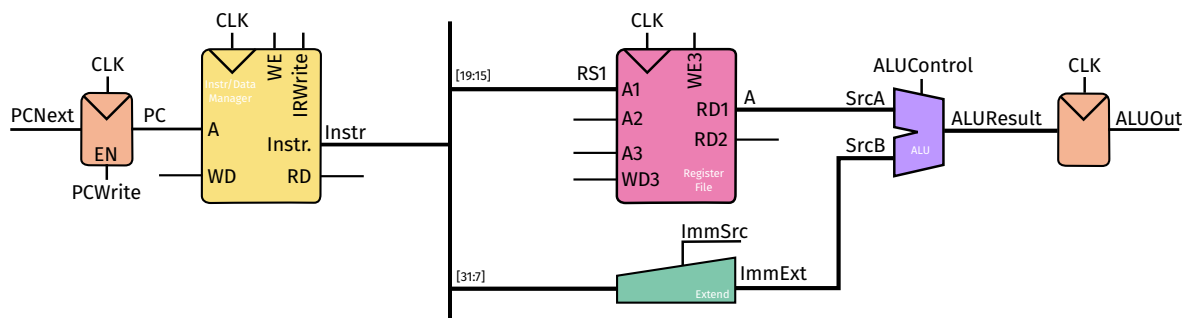 PCNext
CLK
EN
PCWrite
PC
CLK
WE
IRWrite
Instr/Data
Manager
A
Instr.
WD
RD
Instr
[19:15]
RS1
[31:7]
CLK
WE3
A1
A2
A3
WD3
RD1
RD2
Register
File
A
ImmSrc
Extend
ImmExt
ALUControl
SrcA
SrcB
ALU
ALUResult
CLK
ALUOut